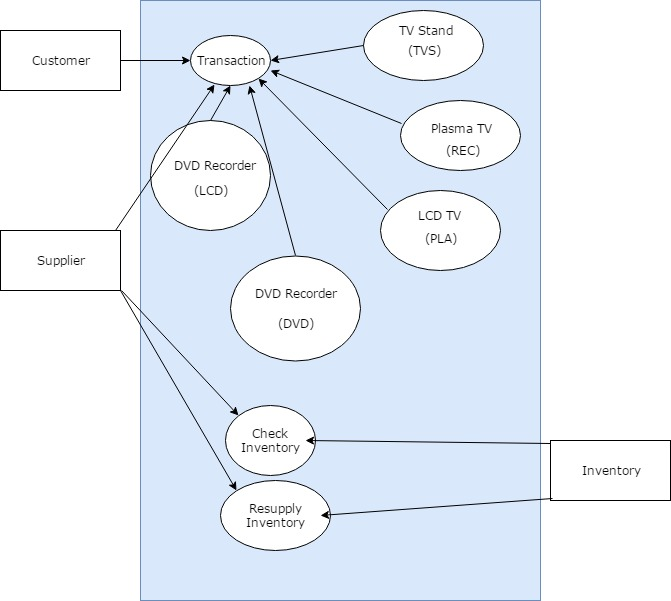 TV Stand
(TVS)
Customer
Transaction
Plasma TV
(REC)
DVD Recorder
(LCD)
LCD TV
(PLA)
Supplier
DVD Recorder
(DVD)
Check
Inventory
Inventory
Resupply
Inventory